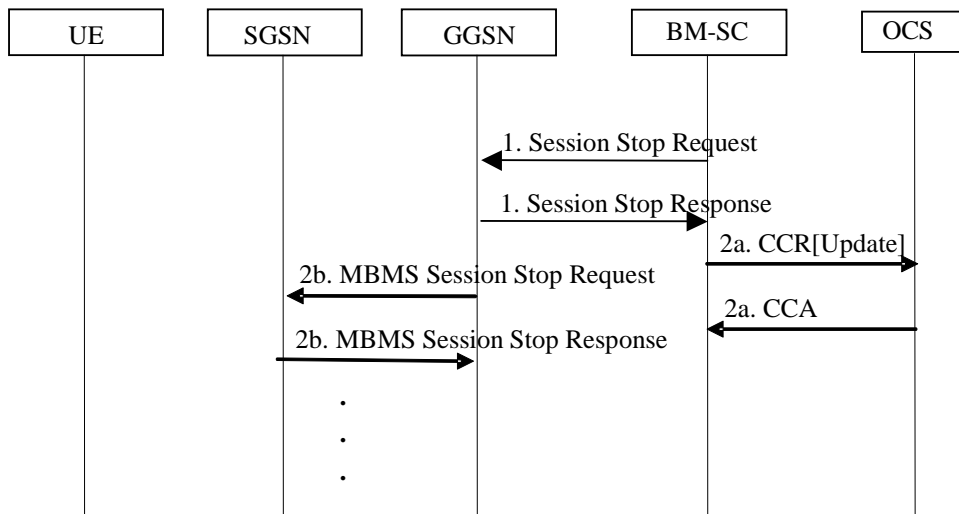 UE
SGSN
GGSN
BM-SC
OCS
1. Session Stop Request
1. Session Stop Response
2a. CCR[Update]
2b. MBMS Session Stop Request
2a. CCA
2b. MBMS Session Stop Response
.
.
.